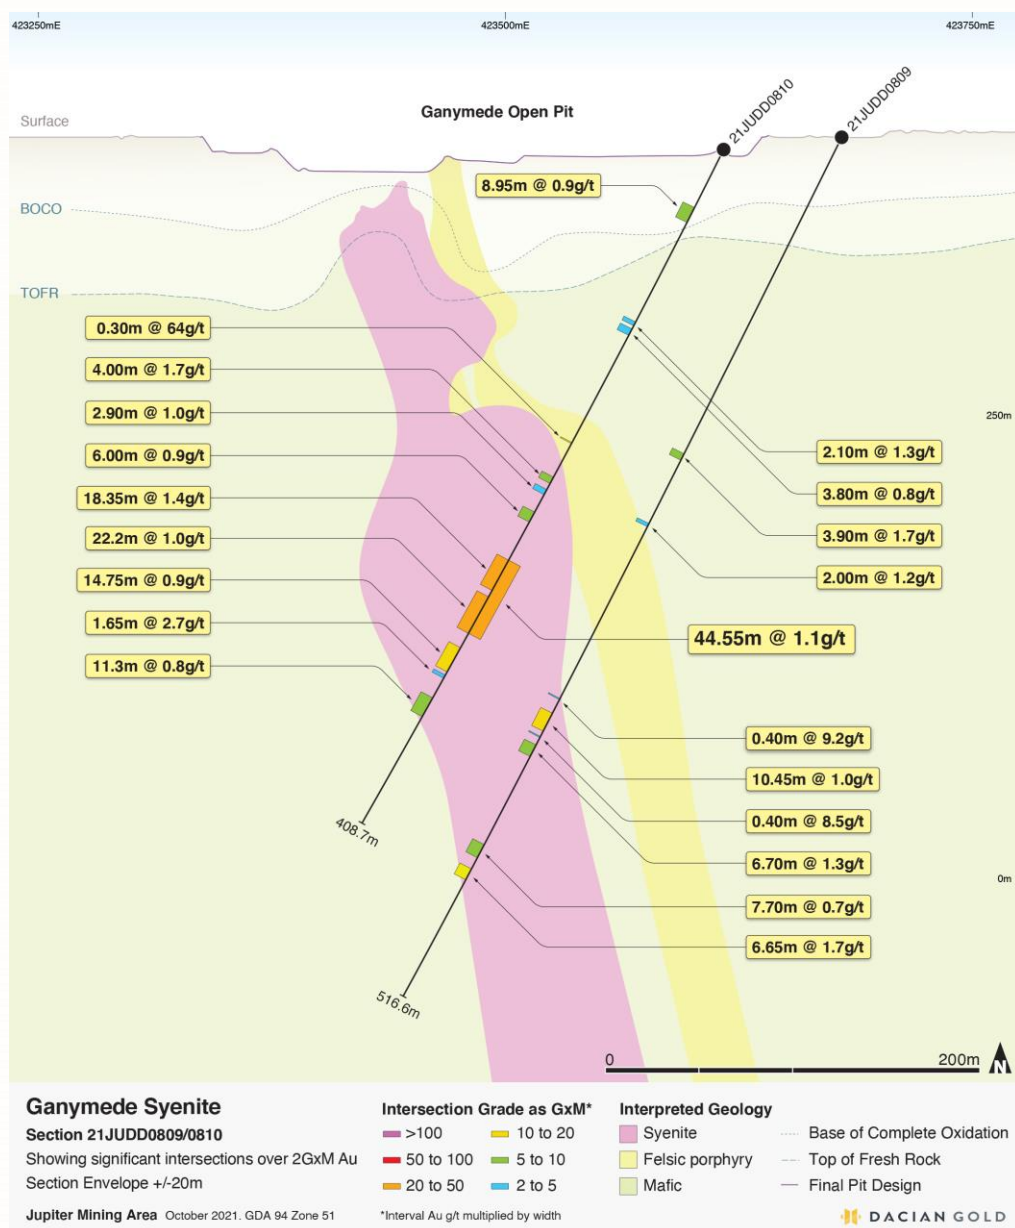 423250mE
423500mE
423750mE
Ganymede Open Pit
21JUDD0810
21JUDD0809
Surface
8.95m @ 0.9g/t
BOCO
TOFR
0.30m @ 64g/t
4.00m @ 1.7g/t
2.90m @ 1.0g/t
6.00m @ 0.9g/t
18.35m @ 1.4g/t
22.2m @ 1.0g/t
14.75m @ 0.9g/t
1.65m @ 2.7g/t
11.3m @ 0.8g/t
250m
2.10m @ 1.3g/t
3.80m @ 0.8g/t
3.90m @ 1.7g/t
2.00m @ 1.2g/t
44.55m @ 1.1g/t
0.40m @ 9.2g/t
10.45m @ 1.0g/t
0.40m @ 8.5g/t
6.70m @ 1.3g/t
0m
7.70m @ 0.7g/t
6.65m @ 1.7g/t
408.7m
516.6m
0
200m
N
Ganymede Syenite
Section 21JUDD0809/0810
Showing significant intersections over 2GxM Au
Section Envelope +/-20m
Jupiter Mining Area October 2021. GDA 94 Zone 51
Intersection Grade as GxM*
>100
10 to 20
50 to 100
5 to 10
20 to 50
2 to 5
*Interval Au g/t multiplied by width
Interpreted Geology
Syenite
Base of Complete Oxidation
Felsic porphyry
Top of Fresh Rock
Mafic
Final Pit Design
DACIAN GOLD